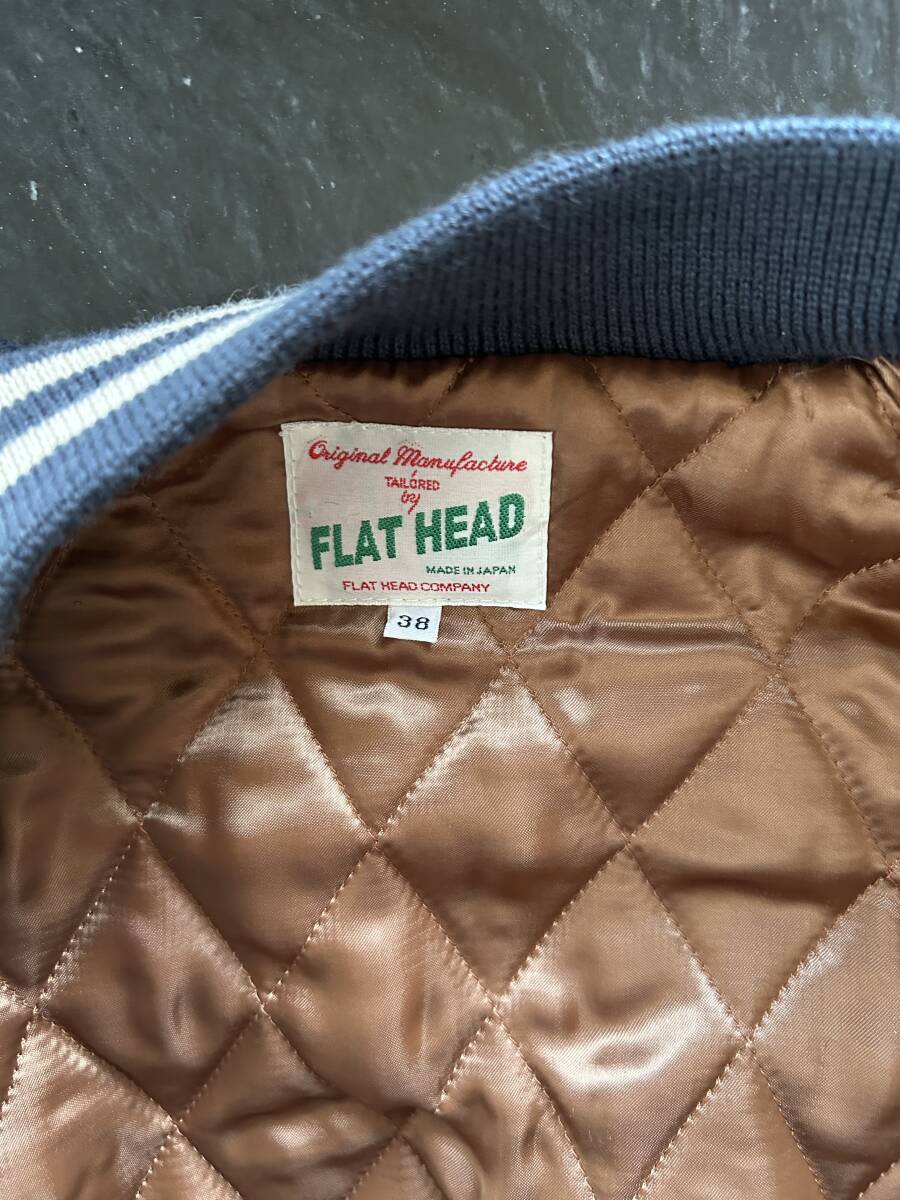 Original Manufacture
TAILORED
by
FLAT HEAD
MADE IN JAPAN
FLAT HEAD COMPANY
38